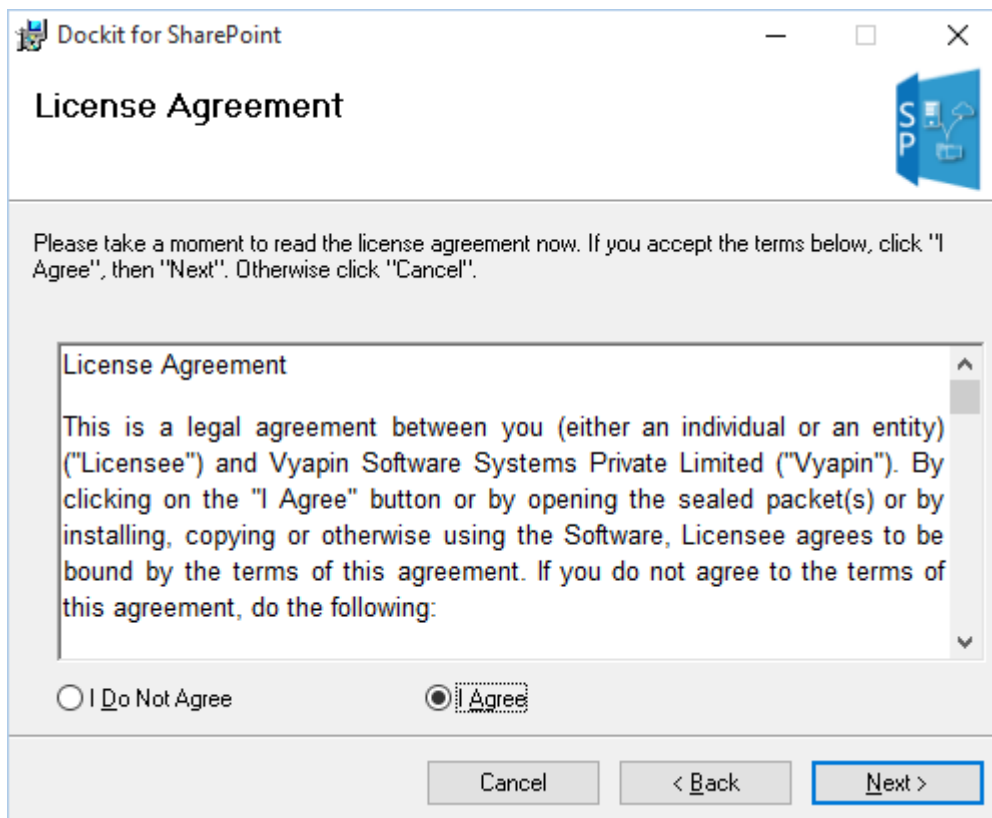 Dockit for SharePoint
License Agreement
S
P
Please take a moment to read the license agreement now. If you accept the terms below, click "I
Agree", then "Next". Otherwise click "Cancel".
License Agreement
This is a legal agreement between you (either an individual or an entity)
("Licensee") and Vyapin Software Systems Private Limited ("Vyapin"). By
clicking on the "I Agree" button or by opening the sealed packet(s) or by
installing, copying or otherwise using the Software, Licensee agrees to be
bound by the terms of this agreement. If you do not agree to the terms of
this agreement, do the following:
I Do Not Agree
I Agree
Cancel
< Back
Next >